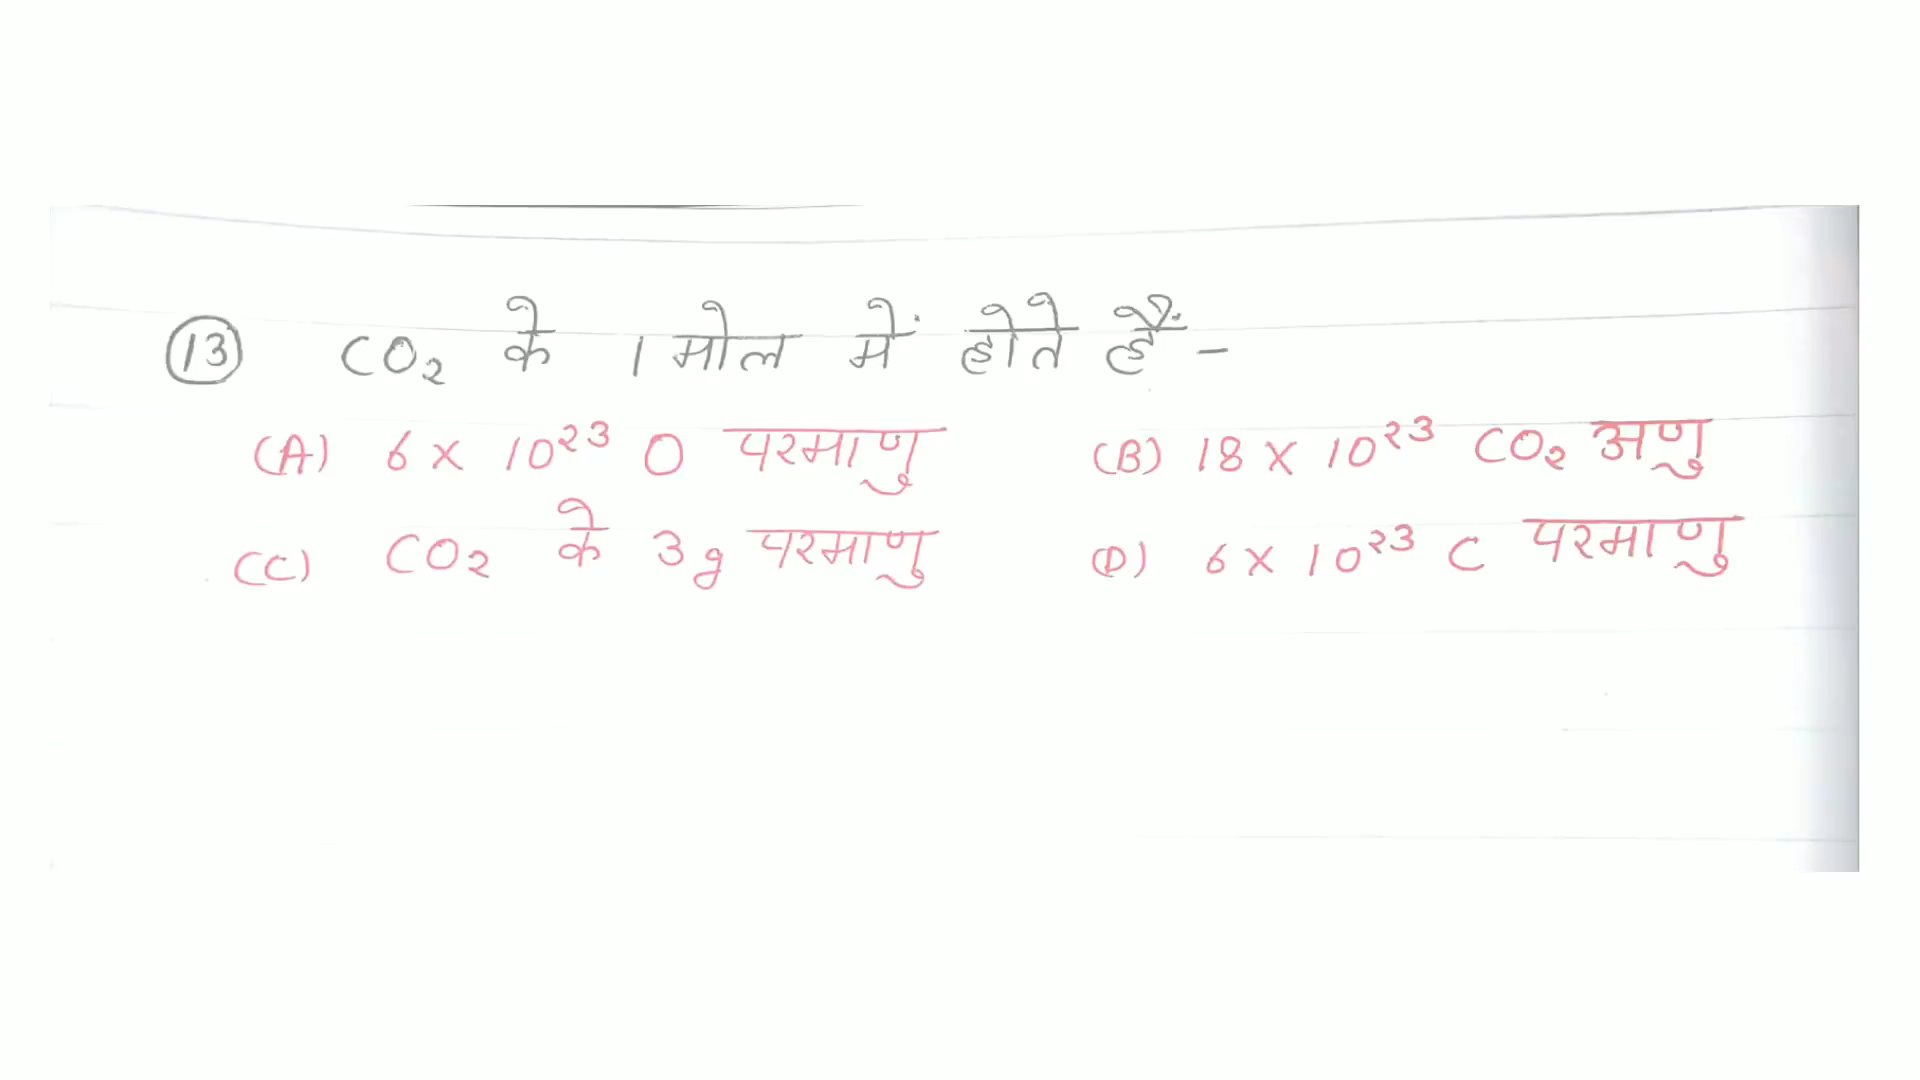 (13) CO₂ के 1 मोल में होते हैं -
(A) 6 x 10²³ O परमाणु (B) 18 x 10²³ CO₂ अणु
(C) CO₂ के 3g परमाणु (D) 6 x 10²³ C परमाणु